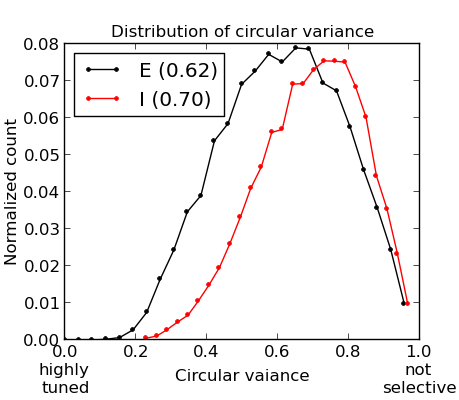 Distribution of circular variance
E (0.62)
I (0.70)
Normalized count
0.08
0.07
0.06
0.05
0.04
0.03
0.02
0.01
0.00
0.0 0.2 0.4 0.6 0.8 1.0
highly
tuned
Circular vaiance
not
selective